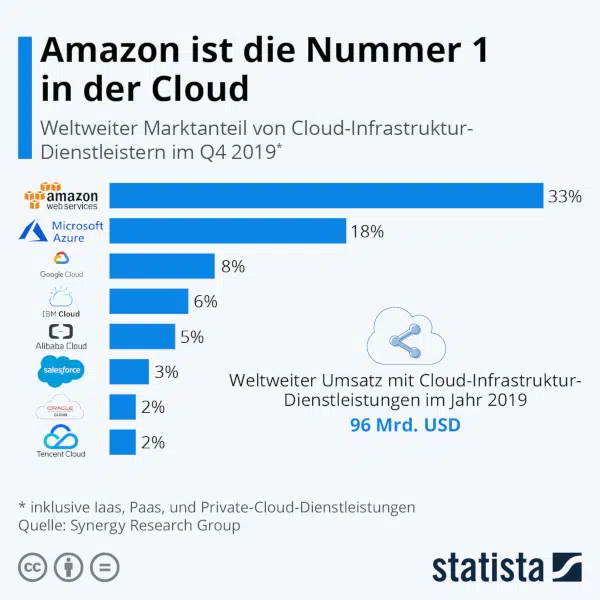 Amazon ist die Nummer 1
in der Cloud
Weltweiter Marktanteil von Cloud-Infrastruktur-
Dienstleistern im Q4 2019*
amazon
webservices
33%
Microsoft
Azure
18%
Google Cloud
8%
IBM Cloud
6%
Alibaba Cloud
5%
salesforce
3%
ORACLE
CLOUD
2%
Tencent Cloud
2%
Weltweiter Umsatz mit Cloud-Infrastruktur-
Dienstleistungen im Jahr 2019
96 Mrd. USD
* inklusive Iaas, Paas, und Private-Cloud-Dienstleistungen
Quelle: Synergy Research Group
cc
=
statista